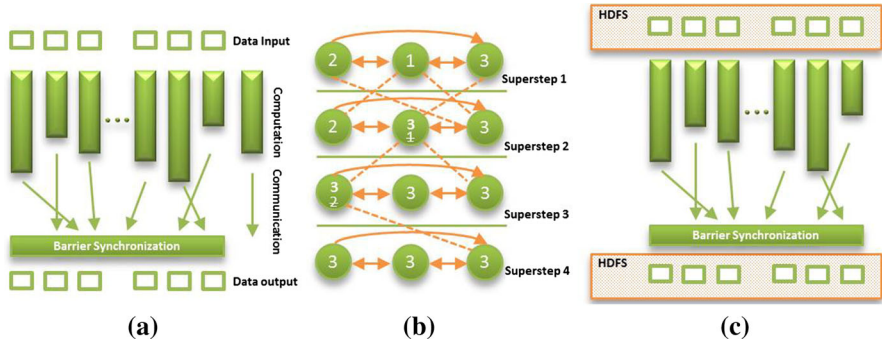 Data Input
Computation
Communication
Barrier Synchronization
Data output
(a)
2 1 3
Superstep 1
2 3 1 3
Superstep 2
3 2 3 3
Superstep 3
3 3 3
Superstep 4
(b)
HDFS
Barrier Synchronization
HDFS
(c)